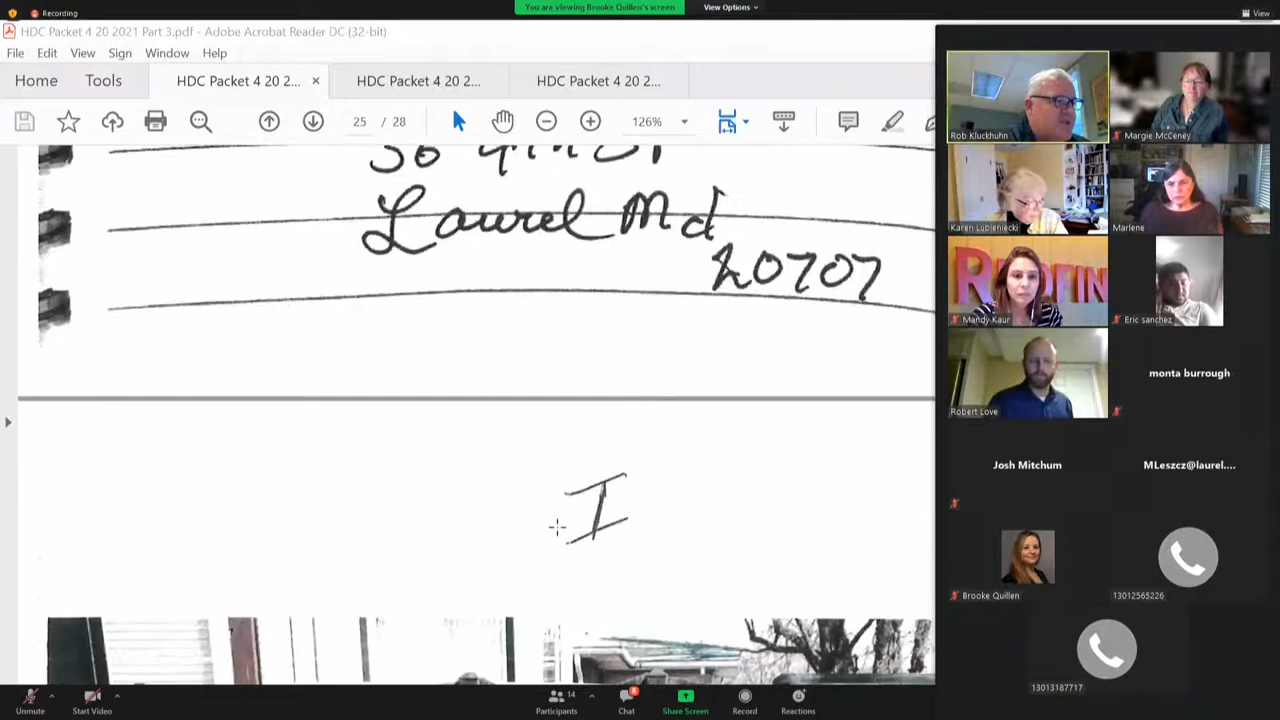 Recording
You are viewing Brooke Quillen's screen
View Options
View
HDC Packet 4 20 2021 Part 3.pdf - Adobe Acrobat Reader DC (32-bit)
File Edit View Sign Window Help
Home Tools HDC Packet 4 20 2... × HDC Packet 4 20 2... HDC Packet 4 20 2...
25 / 28 126%
Laurel Md
20707
I
Rob Kluckhuhn
Margie McCeney
Karen Lubieniecki
Marlene
REDFIN
Mandy Kaur
Eric sanchez
Robert Love
monta burrough
Josh Mitchum
MLeszcz@laurel....
Brooke Quillen
13012565226
13013187717
Unmute Start Video Participants 14 Chat 8 Share Screen Record Reactions